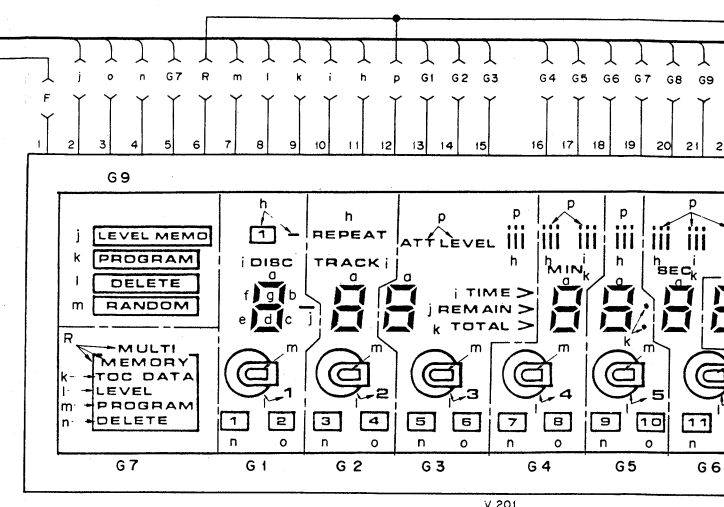 F j o n G7 R m l k i h p G1 G2 G3 G4 G5 G6 G7 G8 G9
1 2 3 4 5 6 7 8 9 10 11 12 13 14 15 16 17 18 19 20 21 2
G9
h h p p p p p
j LEVEL MEMO 1 REPEAT ATT LEVEL
k PROGRAM h h j k h h i k
i DISC TRACK i MIN SEC
l DELETE a a a a a
f g b i TIME >
m RANDOM e d c j j REMAIN >
k TOTAL > k
R MULTI m m m m m
MEMORY
k TOC DATA
l LEVEL l 1 l 2 l 3 l 4 l 5 l
m PROGRAM
n DELETE 1 2 3 4 5 6 7 8 9 10 11
n o n o n o n o n o n
G7 G1 G2 G3 G4 G5 G6
V 201